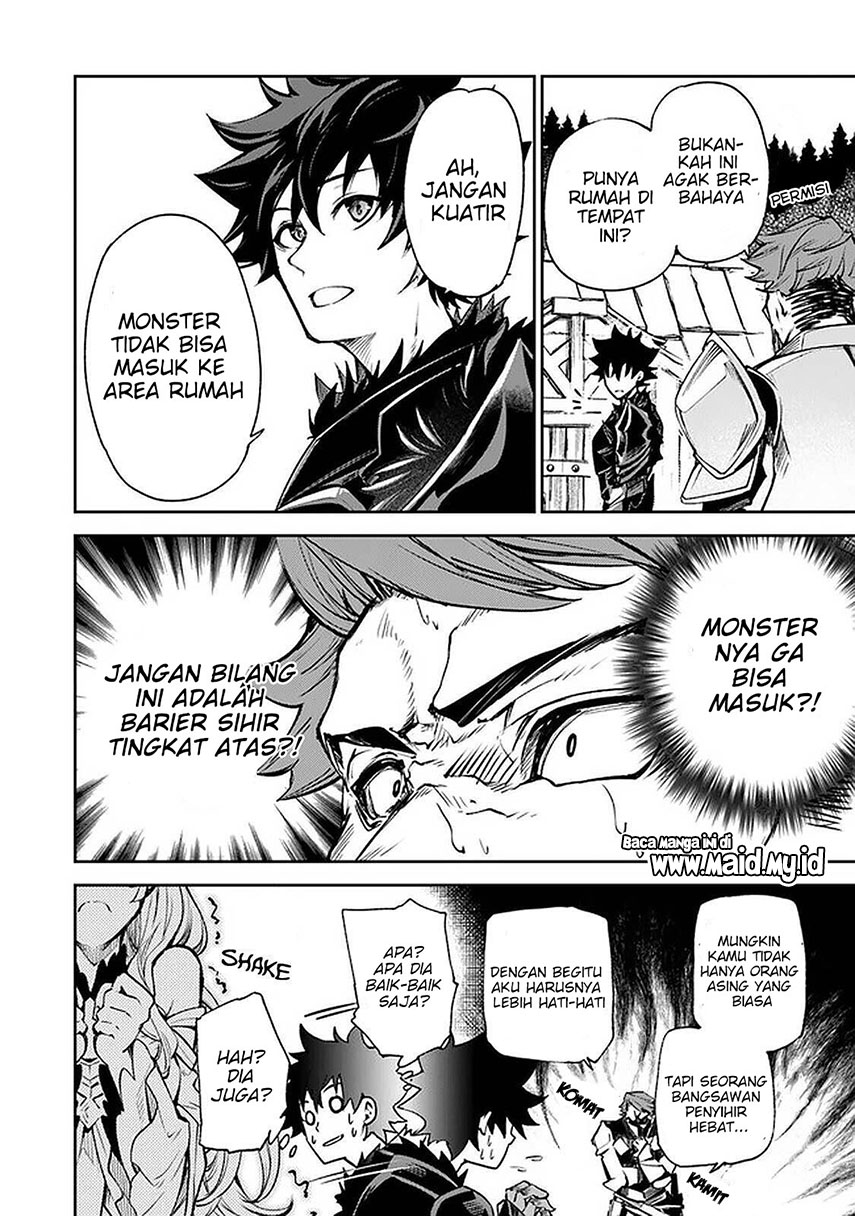 BUKAN-
KAH INI
AGAK BER-
BAHAYA
PUNYA
RUMAH DI
TEMPAT
INI?
PERMISI
AH,
JANGAN
KUATIR
MONSTER
TIDAK BISA
MASUK KE
AREA RUMAH
MONSTER
NYA GA
BISA
MASUK?!
JANGAN BILANG
INI ADALAH
BARIER SIHIR
TINGKAT ATAS?!
Baca Manga ini di
www.Maid.My.id
MUNGKIN
KAMU TIDAK
HANYA ORANG
ASING YANG
BIASA
TAPI SEORANG
BANGSAWAN
PENYIHIR
HEBAT...
DENGAN BEGITU
AKU HARUSNYA
LEBIH HATI-HATI
KOMAT
KAMIT
APA?
APA DIA
BAIK-BAIK
SAJA?
HAH?
DIA
JUGA?
SHAKE